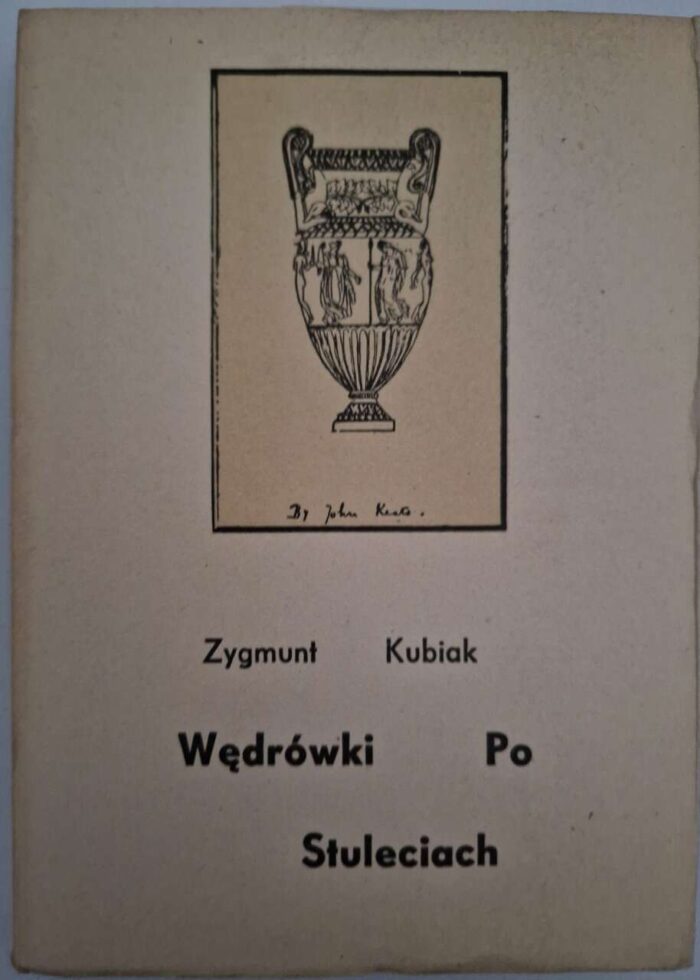 By John Keats.
Zygmunt Kubiak
Wędrówki Po
Stuleciach